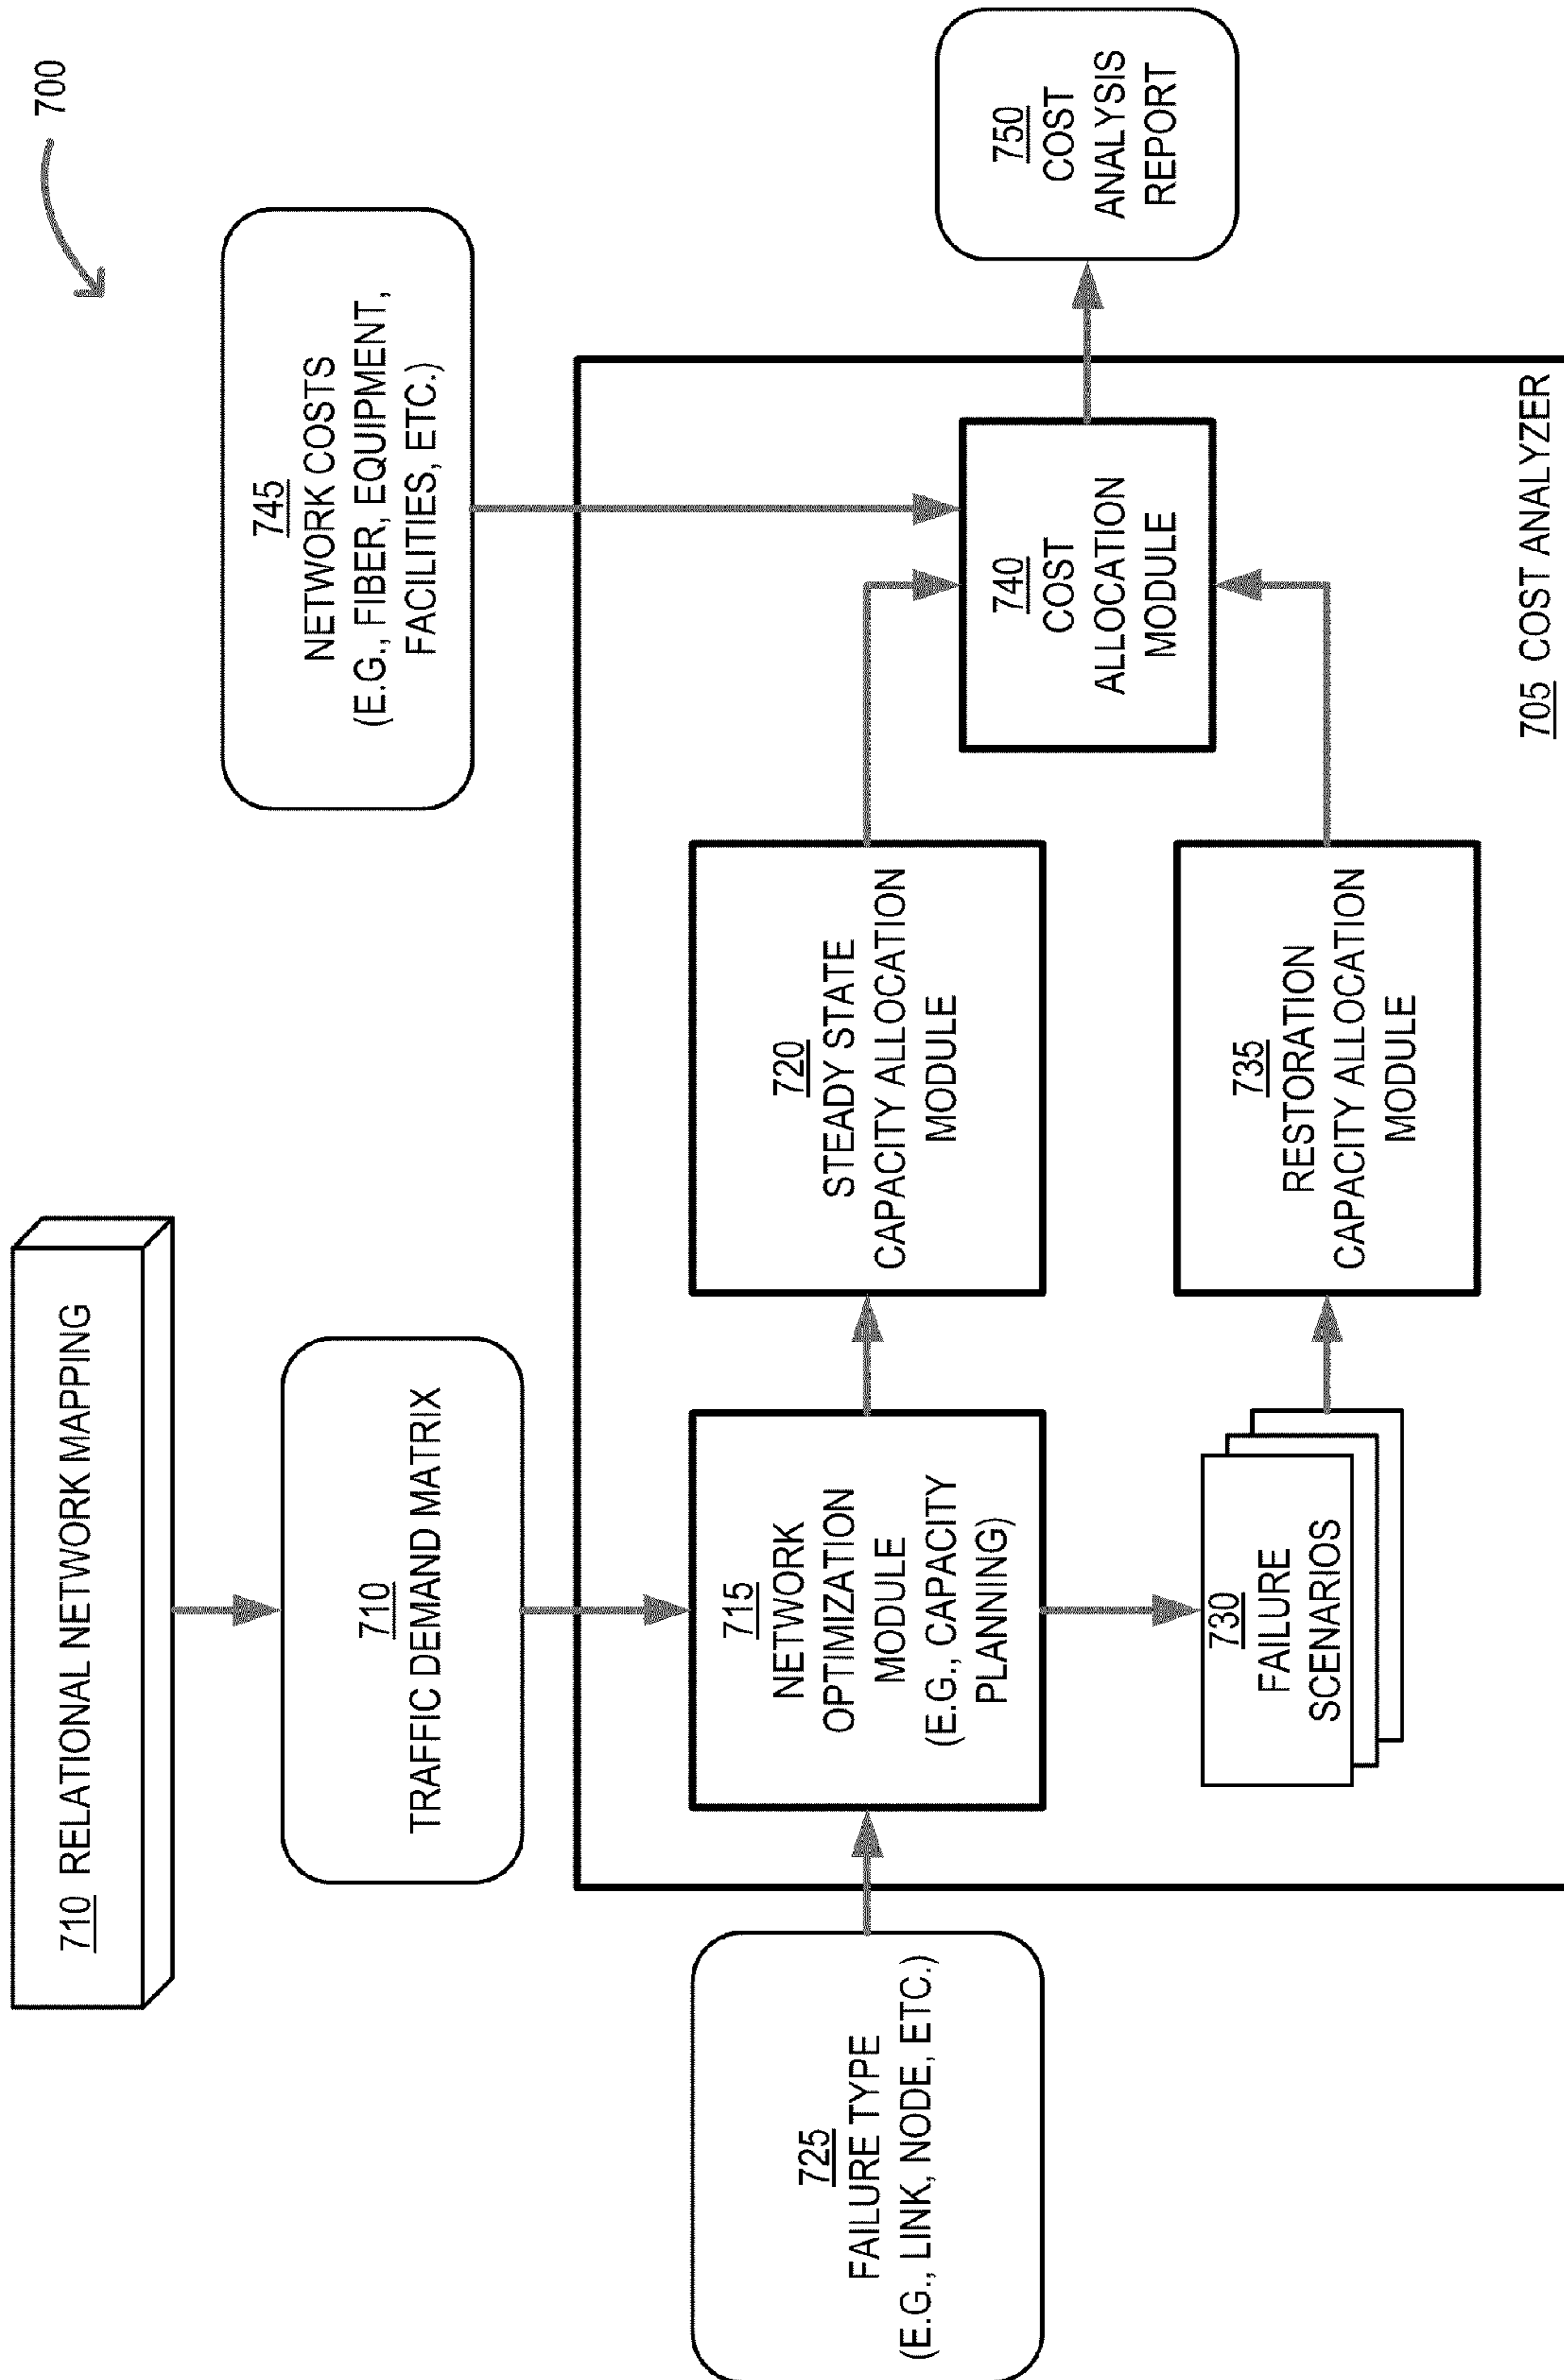 700
710 RELATIONAL NETWORK MAPPING
710
TRAFFIC DEMAND MATRIX
745
NETWORK COSTS
(E.G., FIBER, EQUIPMENT,
FACILITIES, ETC.)
725
FAILURE TYPE
(E.G., LINK, NODE, ETC.)
715
NETWORK
OPTIMIZATION
MODULE
(E.G., CAPACITY
PLANNING)
720
STEADY STATE
CAPACITY ALLOCATION
MODULE
730
FAILURE
SCENARIOS
735
RESTORATION
CAPACITY ALLOCATION
MODULE
740
COST
ALLOCATION
MODULE
750
COST
ANALYSIS
REPORT
705 COST ANALYZER